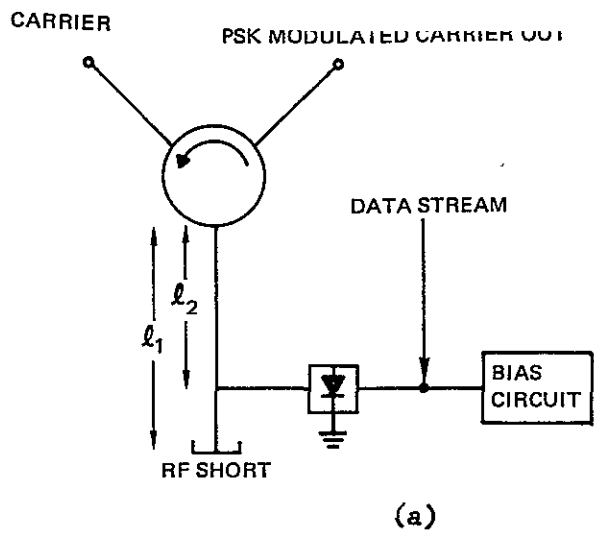 CARRIER
PSK MODULATED CARRIER OUT
DATA STREAM
ℓ2
ℓ1
BIAS
CIRCUIT
RF SHORT
(a)